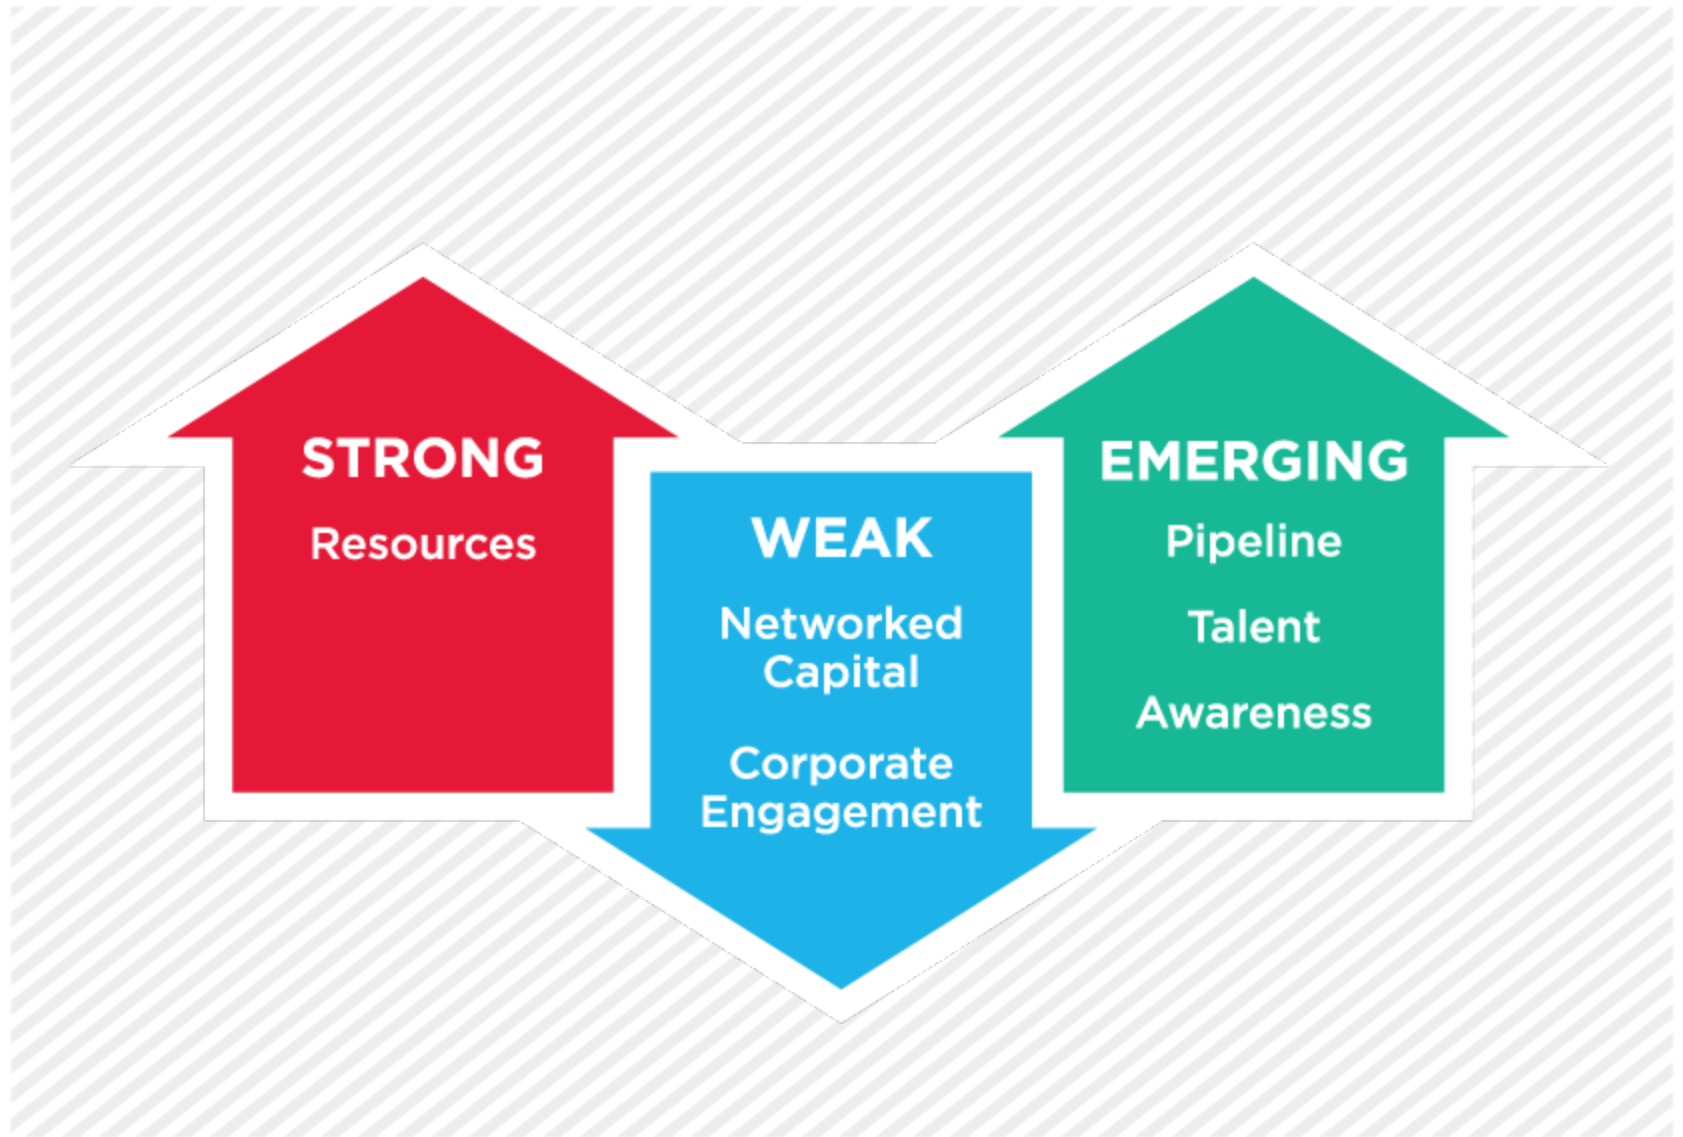 STRONG
Resources
WEAK
Networked
Capital
Corporate
Engagement
EMERGING
Pipeline
Talent
Awareness